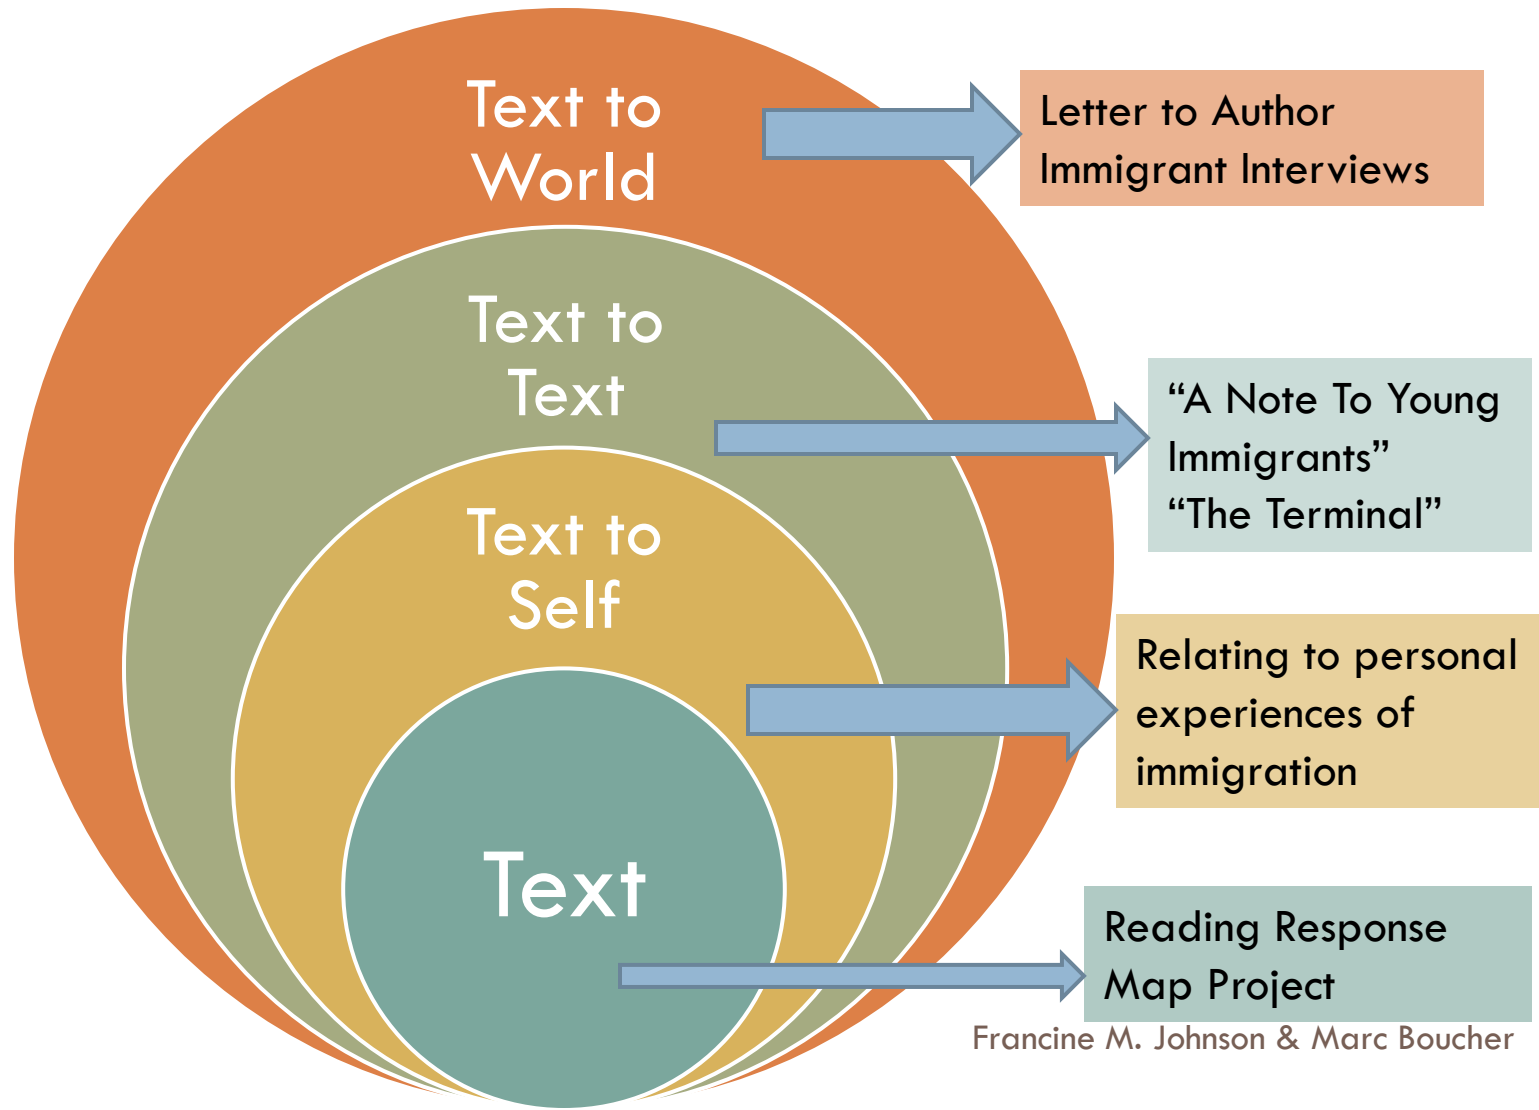 Text to
World
Letter to Author
Immigrant Interviews
Text to
Text
“A Note To Young
Immigrants”
“The Terminal”
Text to
Self
Relating to personal
experiences of
immigration
Text
Reading Response
Map Project
Francine M. Johnson & Marc Boucher